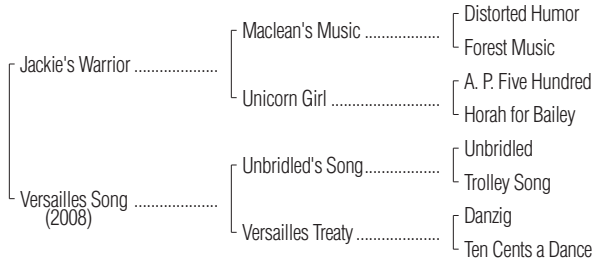 Distorted Humor
Maclean's Music ..................
Forest Music
Jackie's Warrior ....................
A. P. Five Hundred
Unicorn Girl ..........................
Horah for Bailey
Unbridled
Unbridled's Song..................
Trolley Song
Versailles Song ....................
(2008)
Danzig
Versailles Treaty ....................
Ten Cents a Dance